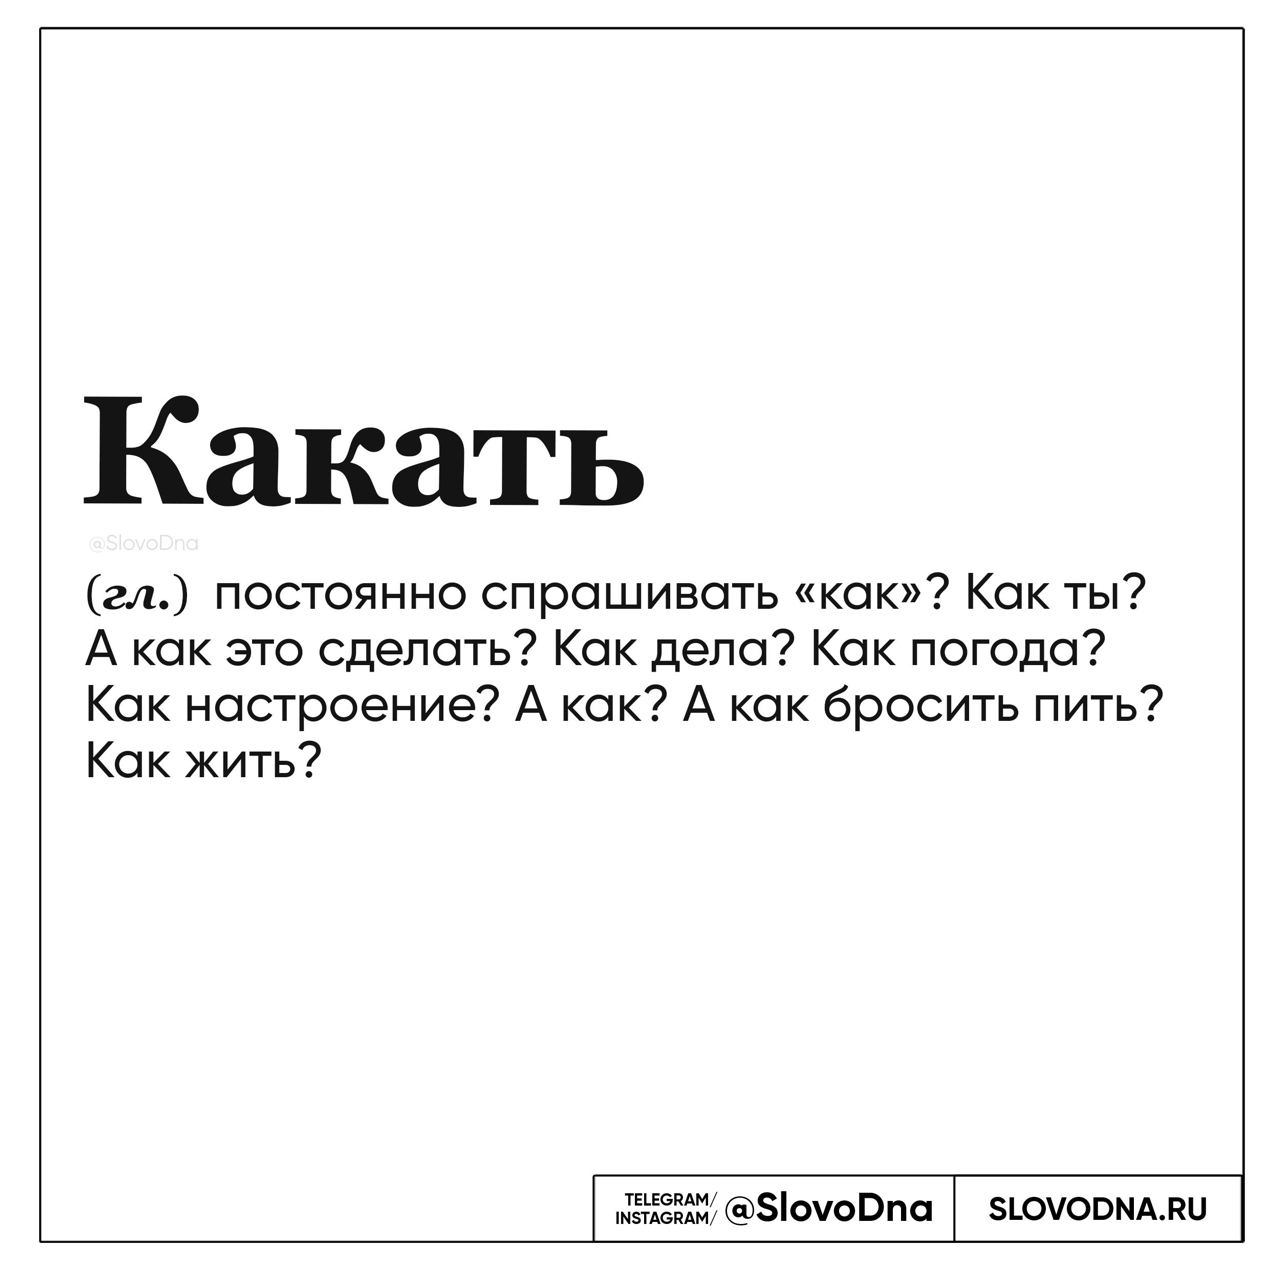 Какать
@SlovoDna
(гл.) постоянно спрашивать «как»? Как ты?
А как это сделать? Как дела? Как погода?
Как настроение? А как? А как бросить пить?
Как жить?
TELEGRAM/
INSTAGRAM/
@SlovoDna
SLOVODNA.RU